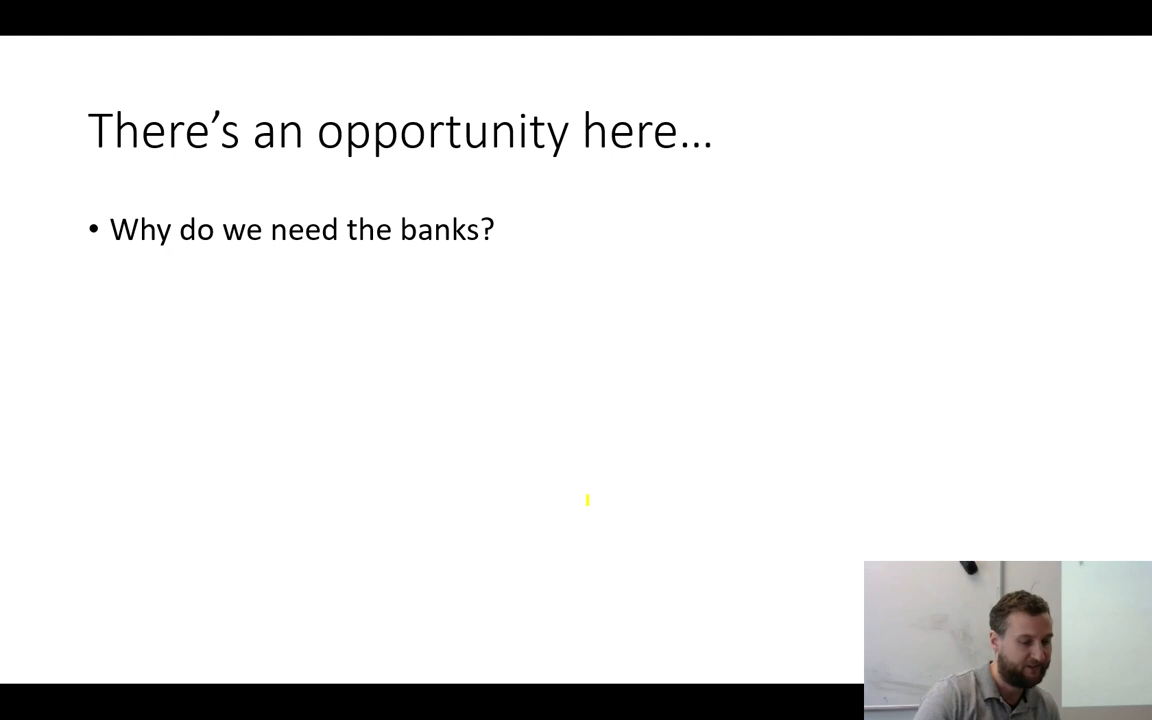 There’s an opportunity here…
• Why do we need the banks?